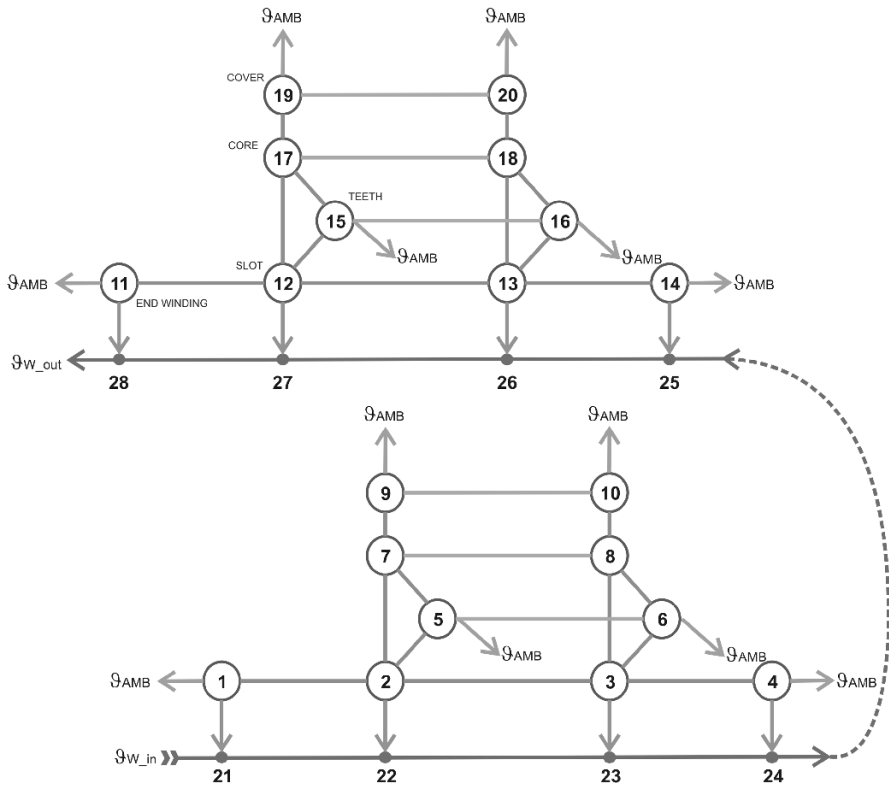 ϑAMB ϑAMB
COVER 19 20
CORE 17 18
TEETH
15 16
ϑAMB ϑAMB
SLOT
ϑAMB 11 12 13 14 ϑAMB
END WINDING
ϑW_out
28 27 26 25
ϑAMB ϑAMB
9 10
7 8
5 6
ϑAMB ϑAMB
ϑAMB 1 2 3 4 ϑAMB
ϑW_in
21 22 23 24